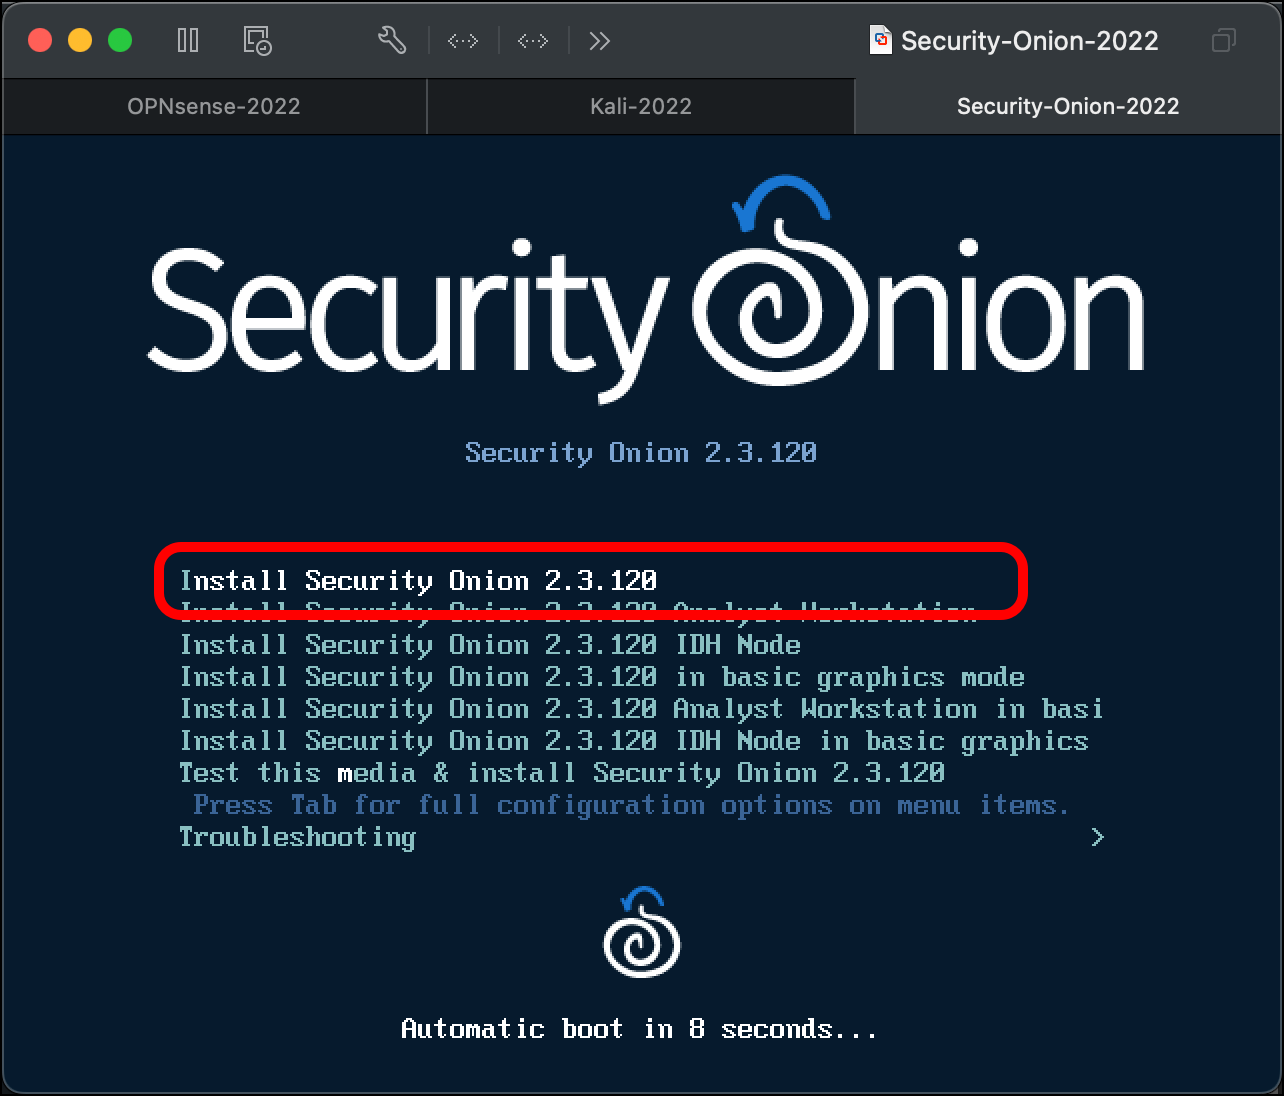 Security-Onion-2022
OPNsense-2022
Kali-2022
Security-Onion-2022
Security Onion
Security Onion 2.3.120
Install Security Onion 2.3.120
Install Security Onion 2.3.120 Analyst Workstation
Install Security Onion 2.3.120 IDH Node
Install Security Onion 2.3.120 in basic graphics mode
Install Security Onion 2.3.120 Analyst Workstation in basi
Install Security Onion 2.3.120 IDH Node in basic graphics
Test this media & install Security Onion 2.3.120
Press Tab for full configuration options on menu items.
Troubleshooting >
Automatic boot in 8 seconds...